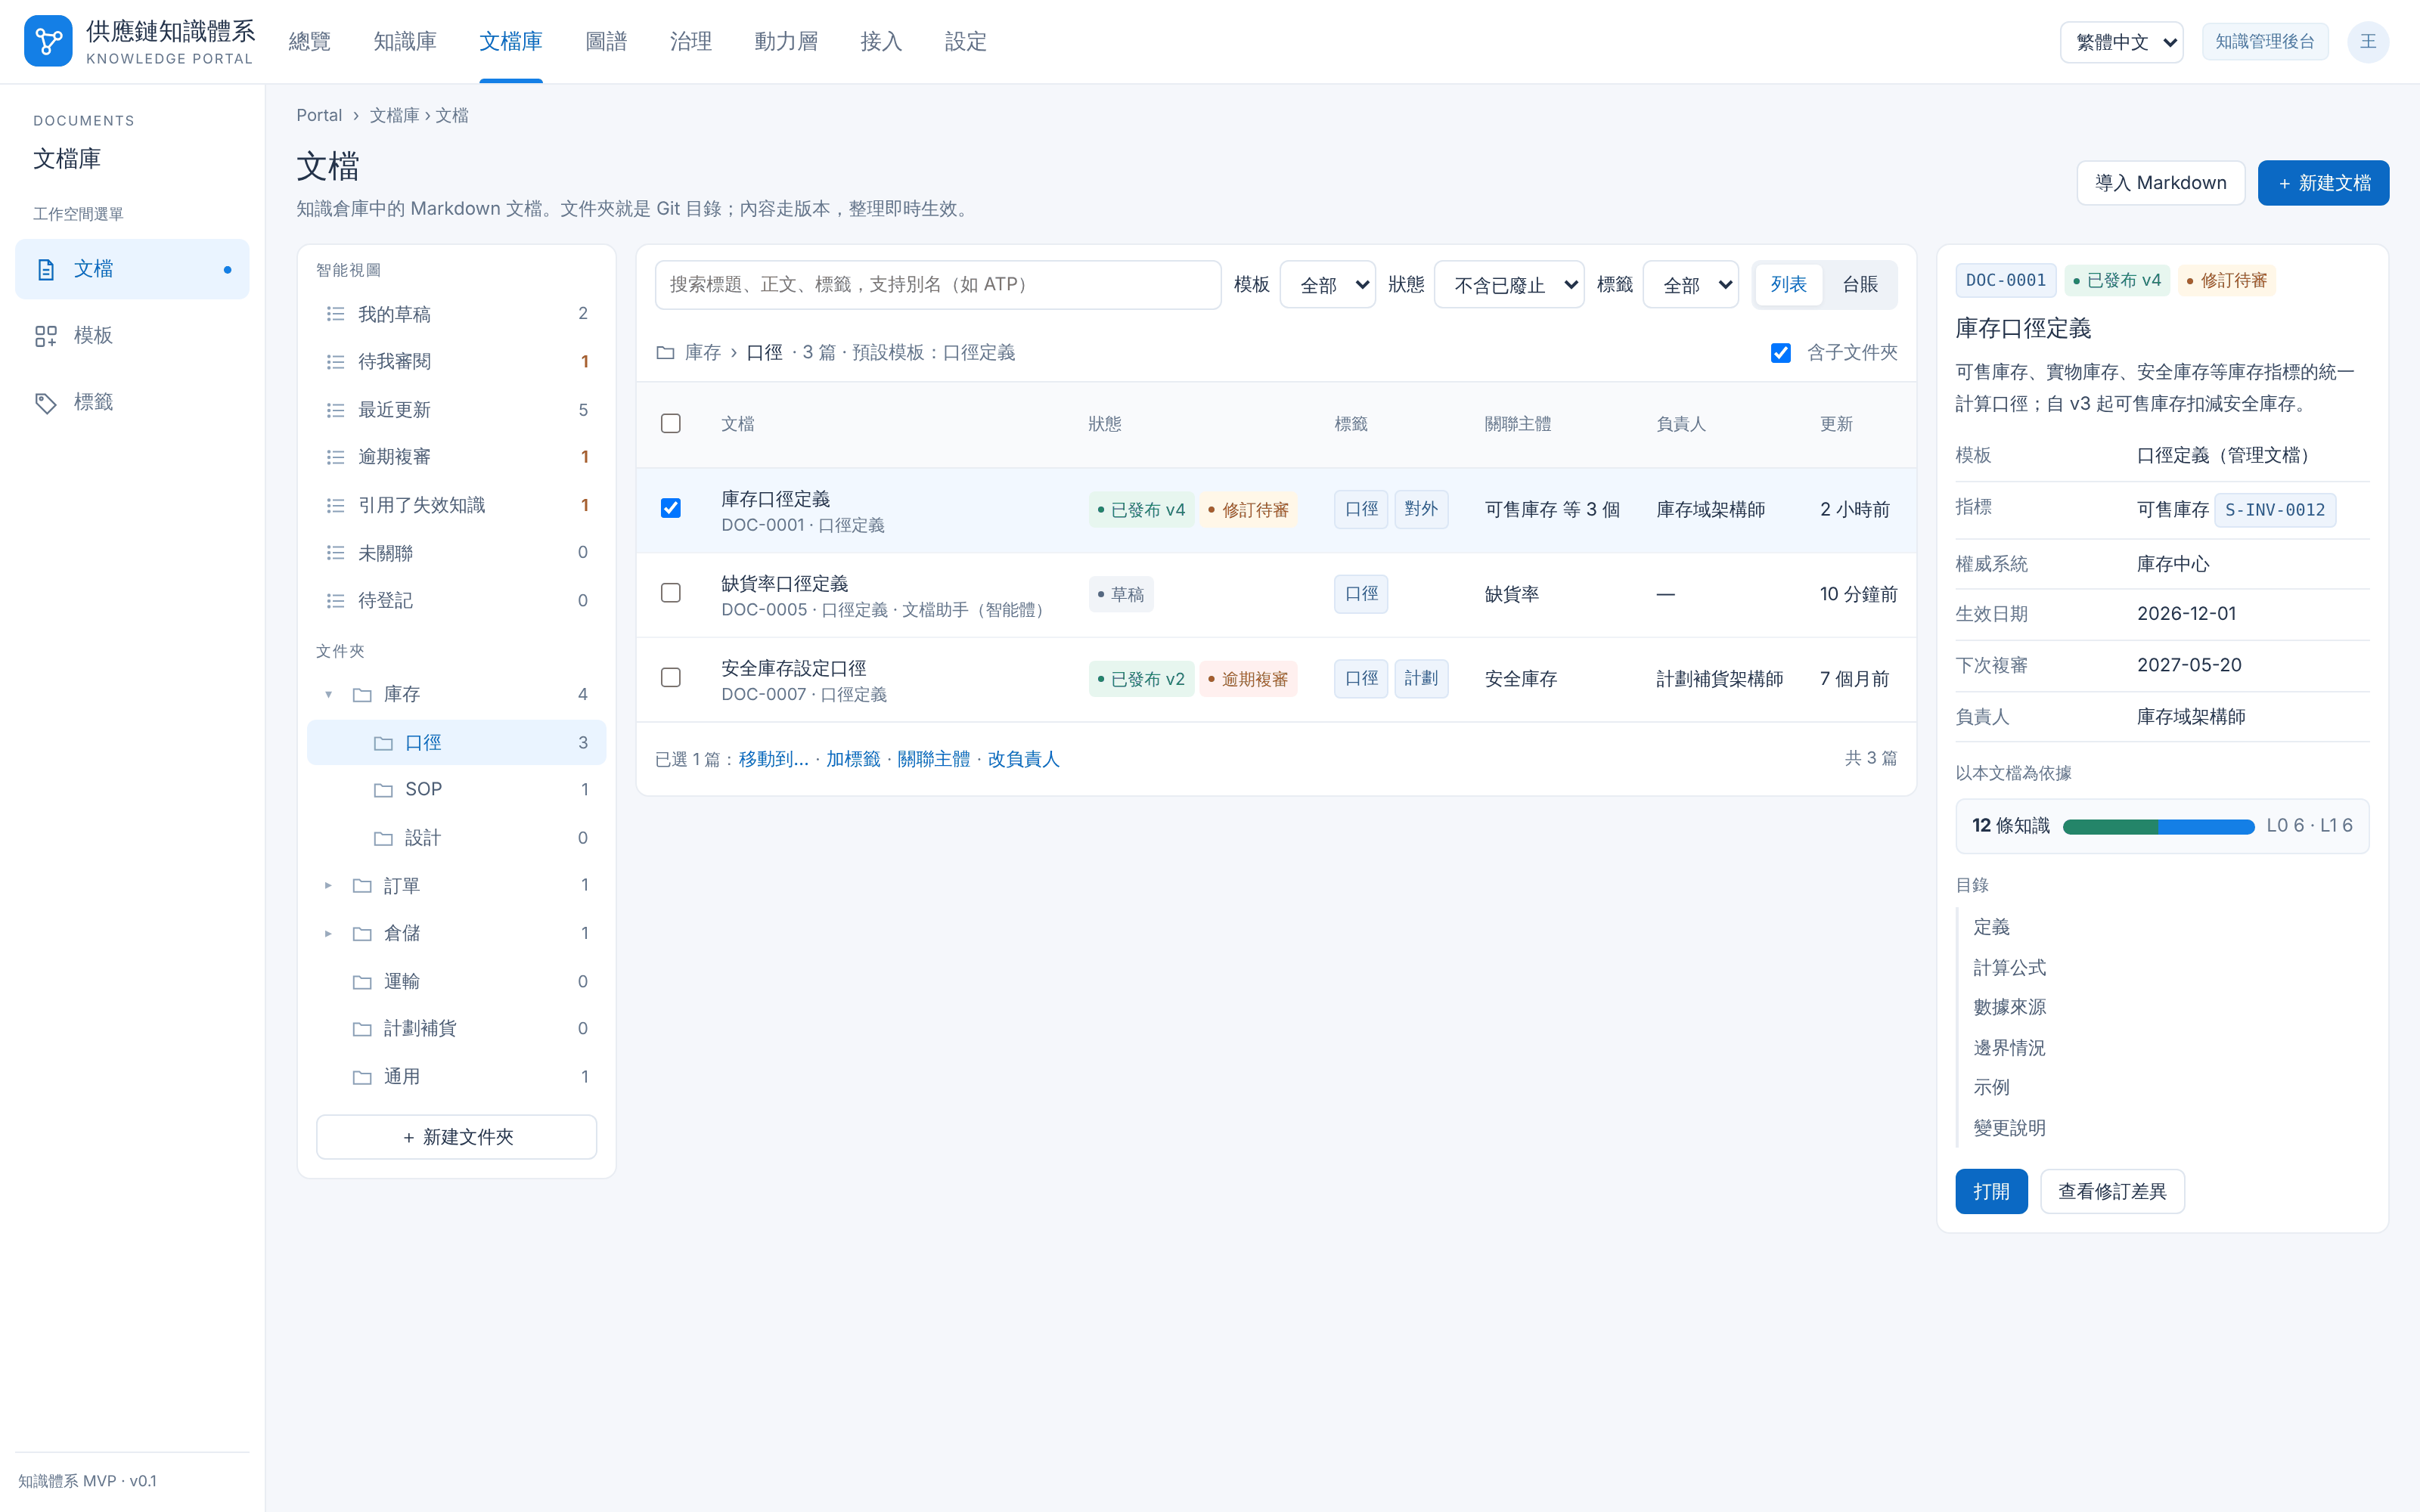 供應鏈知識體系
KNOWLEDGE PORTAL
總覽 知識庫 文檔庫 圖譜 治理 動力層 接入 設定
繁體中文 知識管理後台 王
DOCUMENTS
文檔庫
工作空間選單
文檔
模板
標籤
知識體系 MVP · v0.1
Portal › 文檔庫 › 文檔
文檔
知識倉庫中的 Markdown 文檔。文件夾就是 Git 目錄；內容走版本，整理即時生效。
導入 Markdown
+ 新建文檔
智能視圖
我的草稿 2
待我審閱 1
最近更新 5
逾期複審 1
引用了失效知識 1
未關聯 0
待登記 0
文件夾
庫存 4
口徑 3
SOP 1
設計 0
訂單 1
倉儲 1
運輸 0
計劃補貨 0
通用 1
+ 新建文件夾
搜索標題、正文、標籤，支持別名（如 ATP） 模板 全部 狀態 不含已廢止 標籤 全部 列表 台賬
庫存 › 口徑 · 3 篇 · 預設模板：口徑定義 含子文件夾
文檔 狀態 標籤 關聯主體 負責人 更新
庫存口徑定義
DOC-0001 · 口徑定義
已發布 v4 修訂待審 口徑 對外 可售庫存 等 3 個 庫存域架構師 2 小時前
缺貨率口徑定義
DOC-0005 · 口徑定義 · 文檔助手（智能體）
草稿 口徑 缺貨率 — 10 分鐘前
安全庫存設定口徑
DOC-0007 · 口徑定義
已發布 v2 逾期複審 口徑 計劃 安全庫存 計劃補貨架構師 7 個月前
已選 1 篇：移動到… · 加標籤 · 關聯主體 · 改負責人 共 3 篇
DOC-0001 已發布 v4 修訂待審
庫存口徑定義
可售庫存、實物庫存、安全庫存等庫存指標的統一
計算口徑；自 v3 起可售庫存扣減安全庫存。
模板 口徑定義（管理文檔）
指標 可售庫存 S-INV-0012
權威系統 庫存中心
生效日期 2026-12-01
下次複審 2027-05-20
負責人 庫存域架構師
以本文檔為依據
12 條知識 L0 6 · L1 6
目錄
定義
計算公式
數據來源
邊界情況
示例
變更說明
打開 查看修訂差異